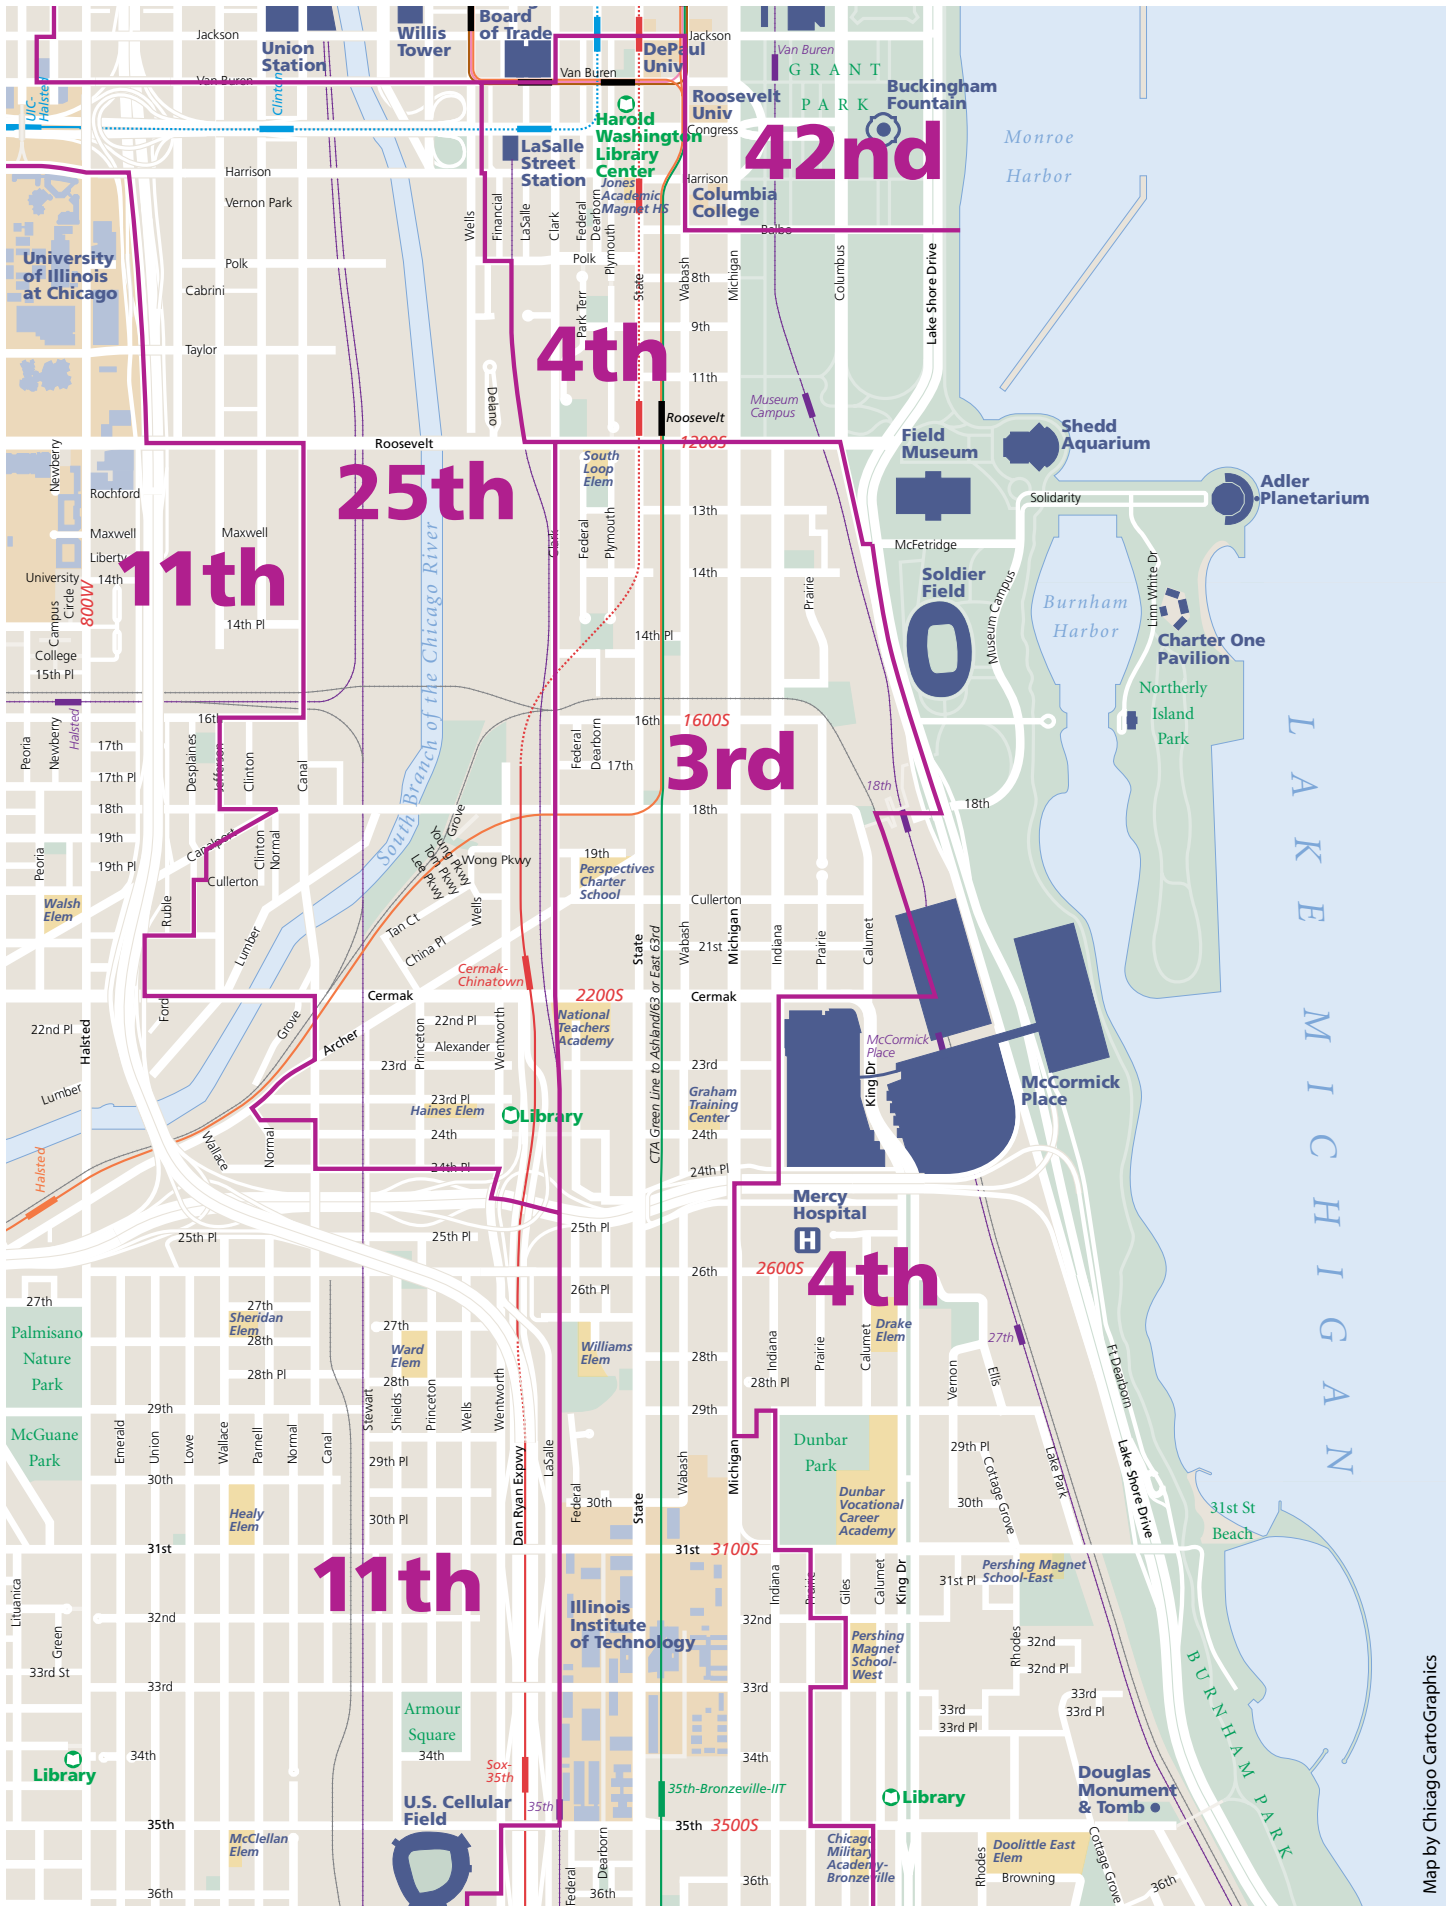 Jackson
Union
Station
Willis
Tower
Board
of Trade
Van Buren
DePaul
Univ
Jackson
Van Buren
GRANT
PARK
Buckingham
Fountain
Van Buren
UIC-
Halsted
Clinton
Harold
Washington
Library
Center
Roosevelt
Univ
Congress
42nd
Monroe
Harbor
LaSalle
Street
Station
Jones
Academic
Magnet HS
Harrison
Columbia
College
Harrison
Vernon Park
Wells
Financial
LaSalle
Clark
Federal
Dearborn
Plymouth
Balbo
University
of Illinois
at Chicago
Polk
Cabrini
Polk
State
Wabash
8th
Michigan
Columbus
Lake Shore Drive
Park Terr
Taylor
4th
9th
11th
Delano
Museum
Campus
Roosevelt
Roosevelt
1200S
Field
Museum
Shedd
Aquarium
Adler
Planetarium
Solidarity
Newberry
Rochford
25th
South
Loop
Elem
Maxwell
Maxwell
Liberty
11th
University
14th
Campus
Circle
800W
14th Pl
College
15th Pl
Clark
Federal
Plymouth
13th
14th
Prairie
14th Pl
McFetridge
Soldier
Field
Museum Campus
Burnham
Harbor
Linn White Dr
Charter One
Pavilion
Northerly
Island
Park
South Branch of the Chicago River
Halsted
16th
Peoria
Newberry
17th
17th Pl
Desplaines
Jefferson
Clinton
Canal
18th
19th
19th Pl
Peoria
Canalport
Clinton
Normal
Cullerton
Walsh
Elem
Ruble
Lumber
16th
1600S
Federal
Dearborn
17th
3rd
18th
18th
18th
Grove
Young Pkwy
Tom Pkwy
Lee Pkwy
Wong Pkwy
19th
Perspectives
Charter
School
Cullerton
Tan Ct
China Pl
Wells
State
CTA Green Line to Ashland/63 or East 63rd
Wabash
21st
Michigan
Indiana
Prairie
Calumet
Cermak-
Chinatown
Cermak
2200S
Cermak
LAKE MICHIGAN
22nd Pl
Halsted
Ford
Grove
Archer
Princeton
22nd Pl
Alexander
Wentworth
23rd
National
Teachers
Academy
23rd
McCormick
Place
King Dr
McCormick
Place
Lumber
23rd Pl
Haines Elem
Library
Graham
Training
Center
24th
24th
Wallace
Normal
24th Pl
24th Pl
Halsted
Mercy
Hospital
H
25th Pl
25th Pl
25th Pl
26th
2600S
4th
26th Pl
27th
27th
Sheridan
Elem
28th
27th
Ward
Elem
Williams
Elem
Indiana
Prairie
Calumet
Drake
Elem
27th
Palmisano
Nature
Park
28th Pl
28th
28th
28th Pl
Vernon
Ellis
Ft Dearborn
29th
Stewart
Shields
Princeton
Wells
Wentworth
29th
McGuane
Park
Emerald
Union
Lowe
Wallace
Parnell
Normal
Canal
29th Pl
Dan Ryan Expwy
LaSalle
Wabash
Michigan
Dunbar
Park
29th Pl
Cottage Grove
Lake Park
Lake Shore Drive
30th
Healy
Elem
30th Pl
Federal
30th
State
Dunbar
Vocational
Career
Academy
30th
31st St
Beach
31st
31st
3100S
11th
Lituanica
Green
32nd
33rd St
33rd
Illinois
Institute
of Technology
Indiana
Prairie
Giles
Calumet
King Dr
31st Pl
Pershing Magnet
School-East
32nd
Pershing
Magnet
School-
West
Rhodes
32nd
32nd Pl
33rd
33rd
33rd Pl
33rd
33rd Pl
BURNHAM PARK
Armour
Square
34th
34th
Library
Sox-
35th
34th
35th-Bronzeville-IIT
Library
Douglas
Monument
& Tomb
U.S. Cellular
Field
35th
35th
35th
3500S
McClellan
Elem
36th
Dearborn
Federal
36th
36th
Chicago
Military
Academy-
Bronzeville
Rhodes
Doolittle East
Elem
Browning
Cottage Grove
36th
Map by Chicago CartoGraphics